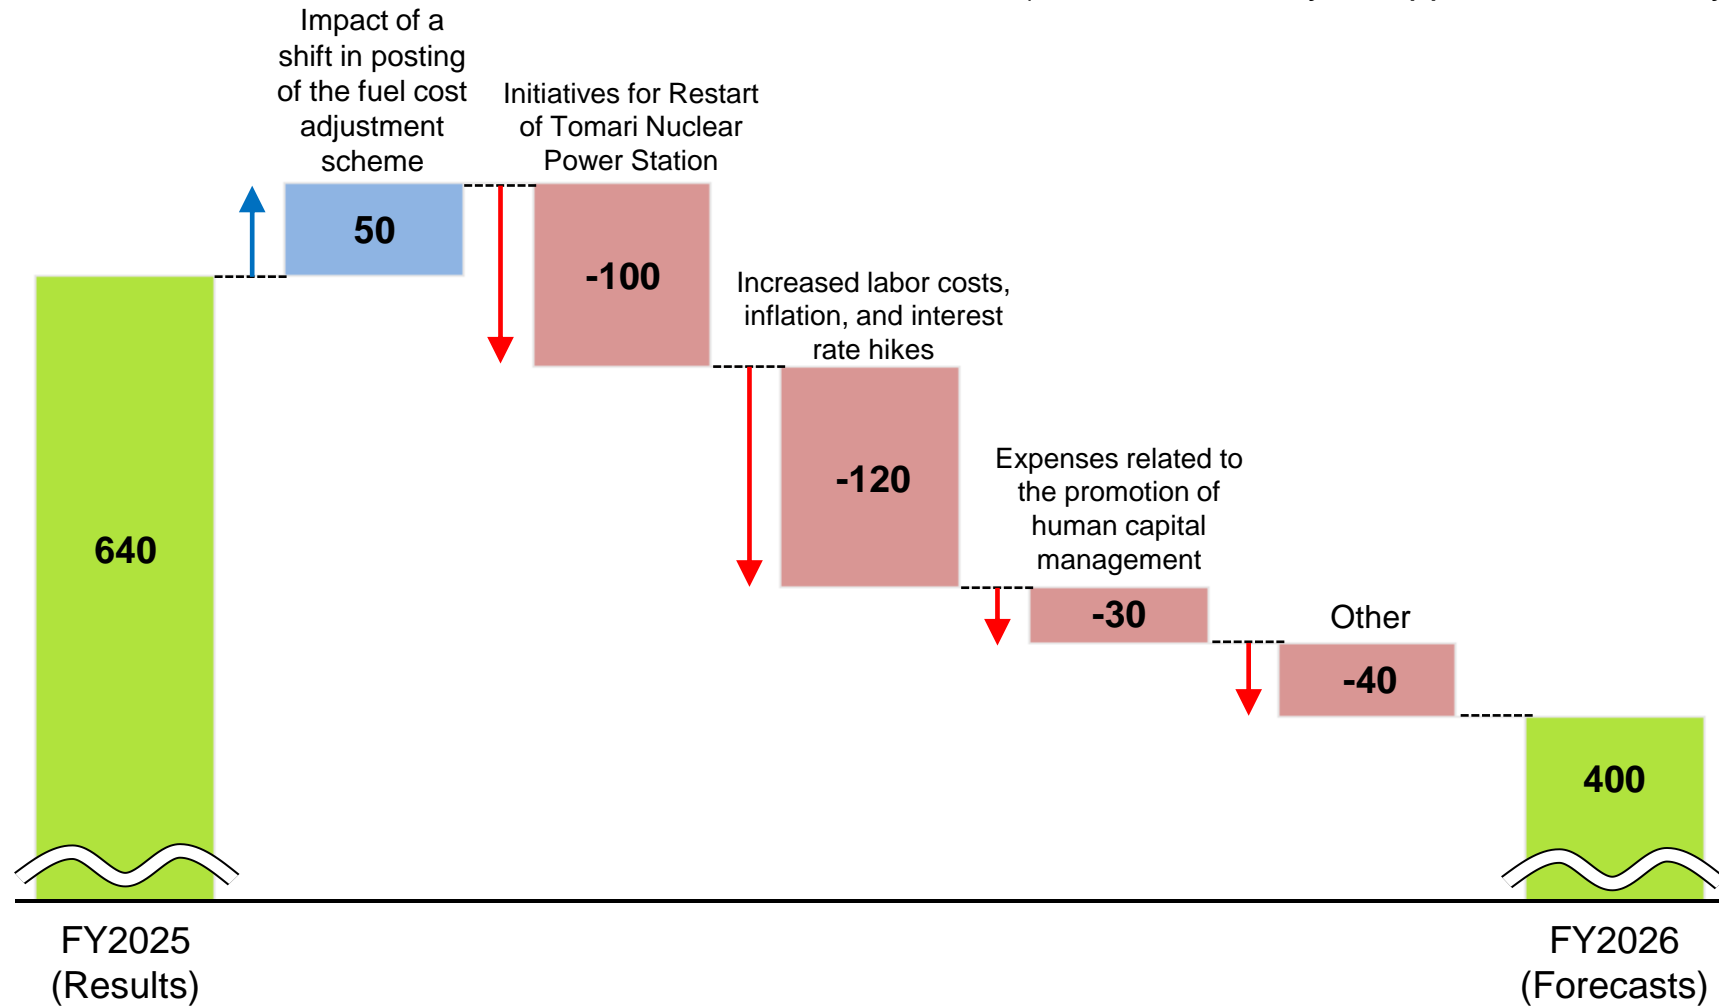 Impact of a
shift in posting
of the fuel cost
adjustment
scheme
Initiatives for Restart
of Tomari Nuclear
Power Station
50
-100
Increased labor costs,
inflation, and interest
rate hikes
-120
Expenses related to
the promotion of
human capital
management
-30
Other
-40
640
400
FY2025
(Results)
FY2026
(Forecasts)